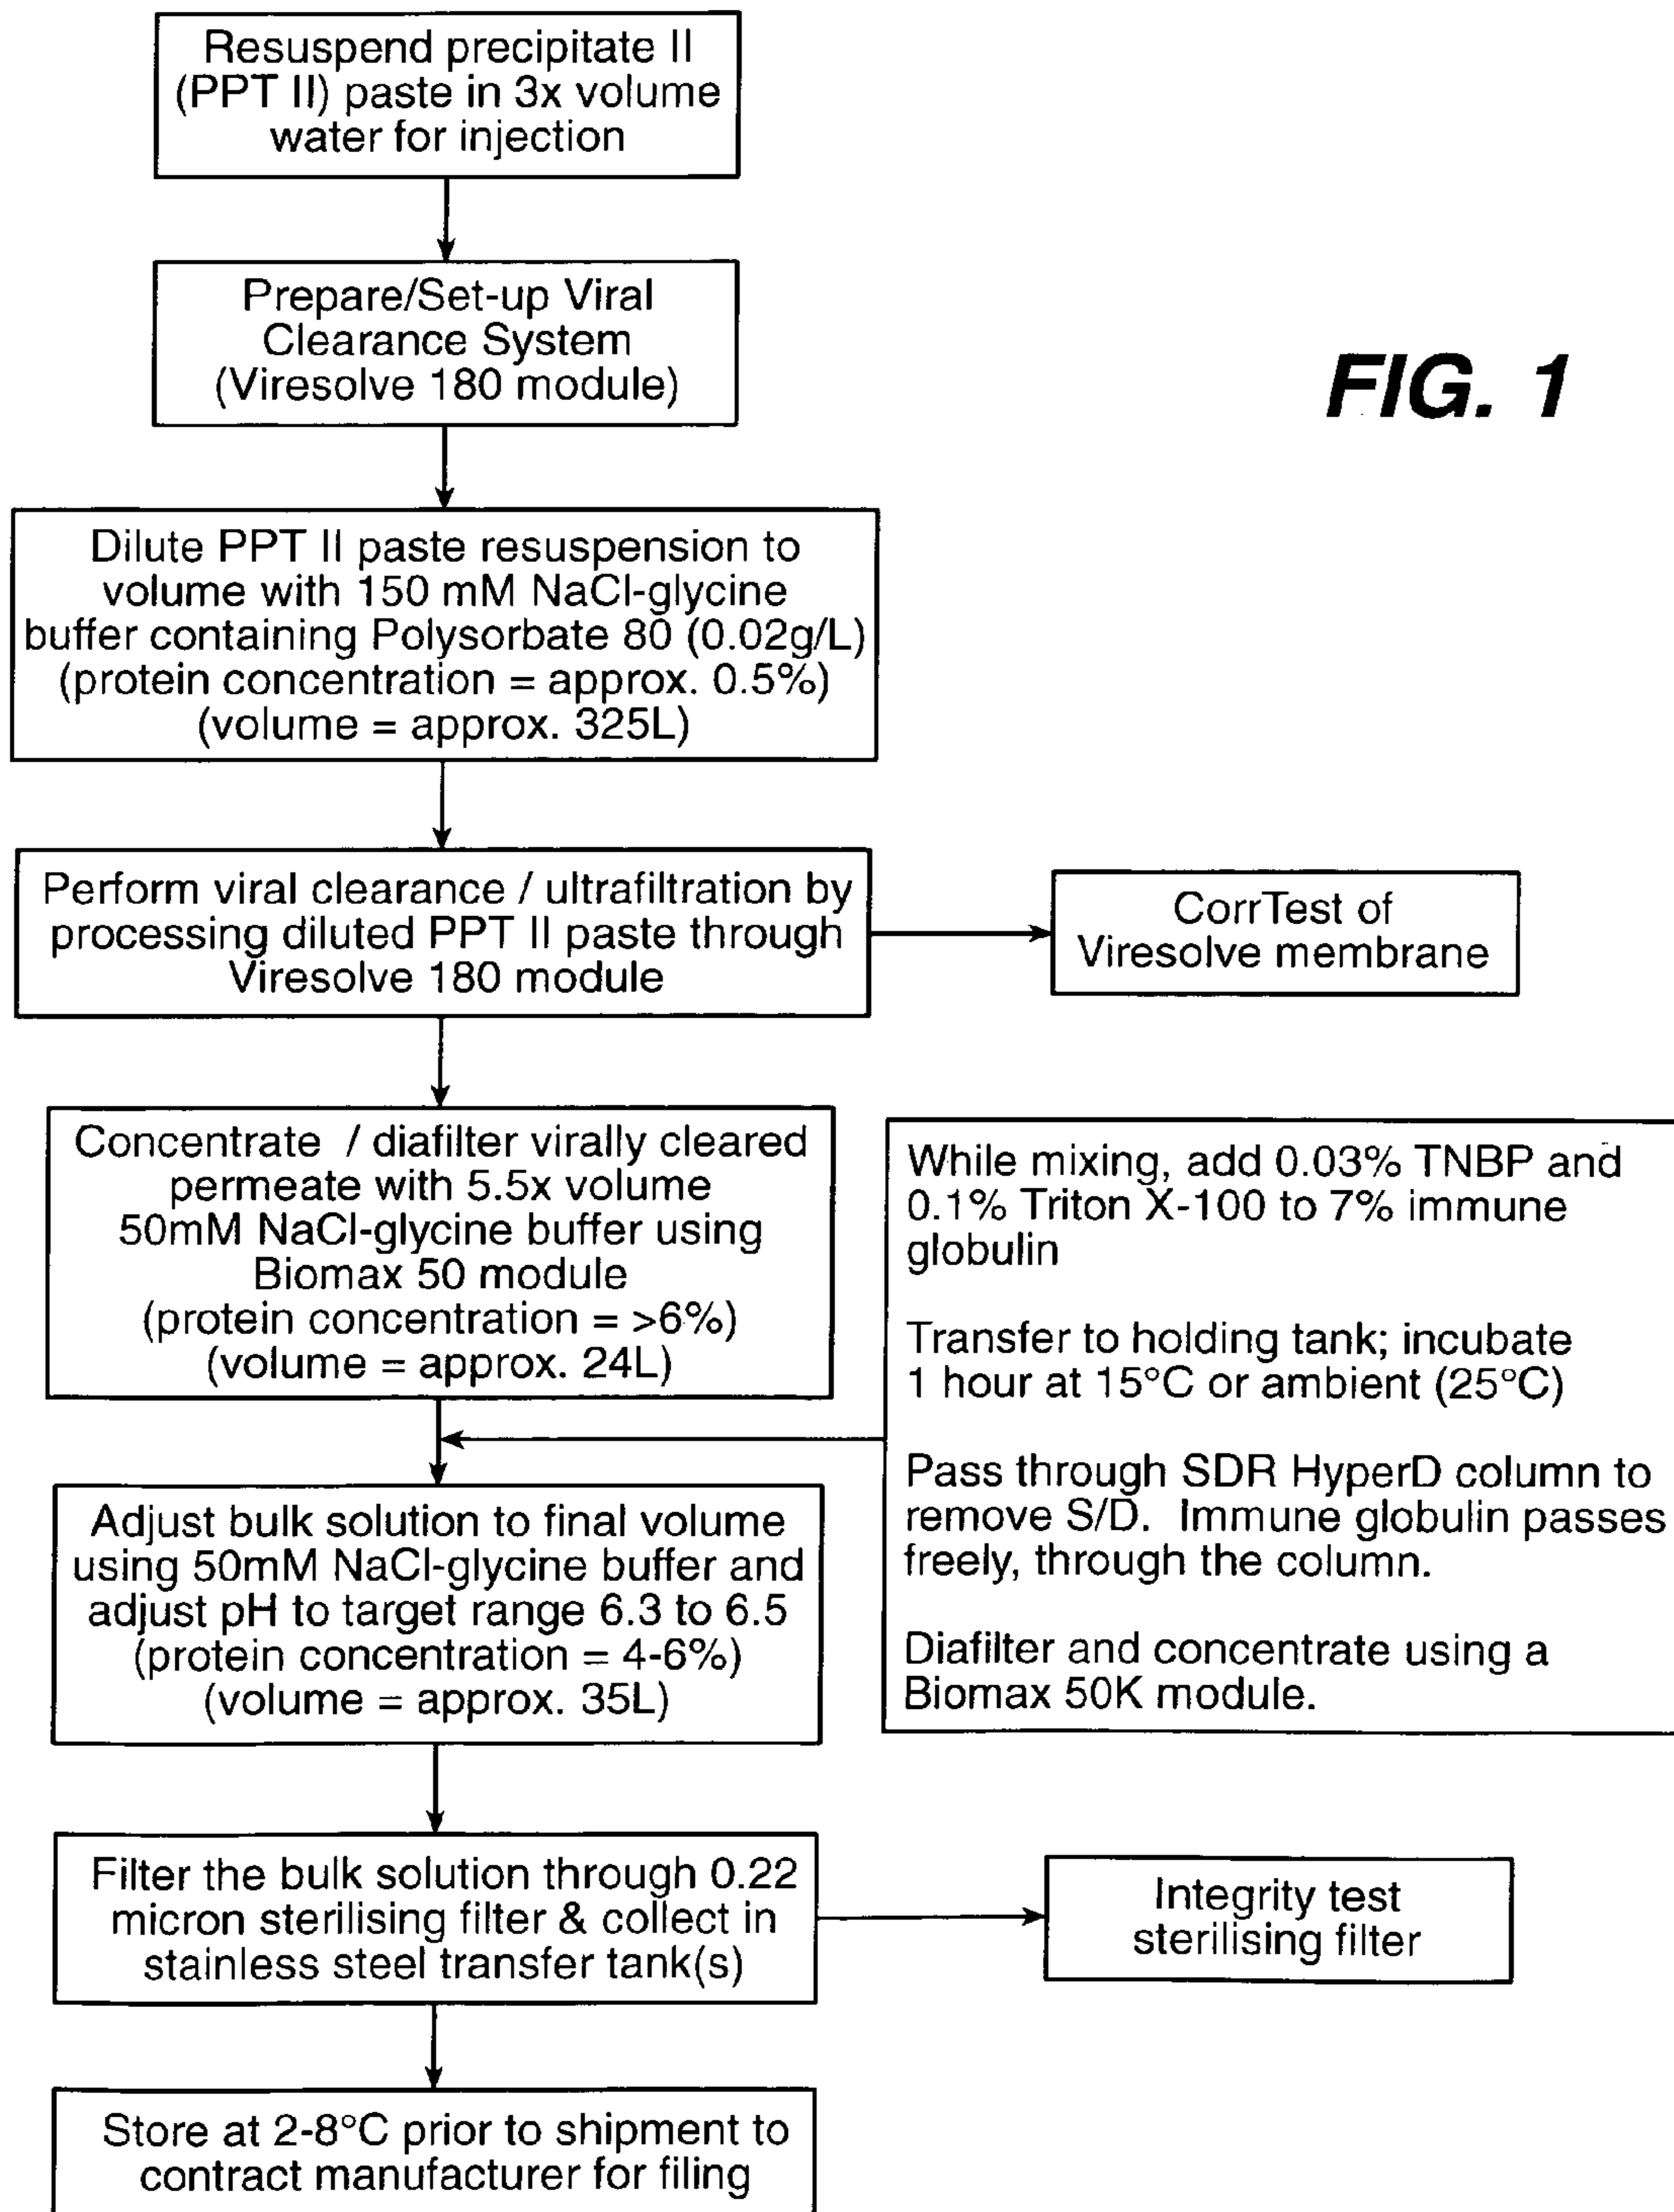 Resuspend precipitate II
(PPT II) paste in 3x volume
water for injection
Prepare/Set-up Viral
Clearance System
(Viresolve 180 module)
FIG. 1
Dilute PPT II paste resuspension to
volume with 150 mM NaCl-glycine
buffer containing Polysorbate 80 (0.02g/L)
(protein concentration = approx. 0.5%)
(volume = approx. 325L)
Perform viral clearance / ultrafiltration by
processing diluted PPT II paste through
Viresolve 180 module
CorrTest of
Viresolve membrane
Concentrate / diafilter virally cleared
permeate with 5.5x volume
50mM NaCl-glycine buffer using
Biomax 50 module
(protein concentration = >6%)
(volume = approx. 24L)
While mixing, add 0.03% TNBP and
0.1% Triton X-100 to 7% immune
globulin
Transfer to holding tank; incubate
1 hour at 15°C or ambient (25°C)
Pass through SDR HyperD column to
remove S/D. Immune globulin passes
freely, through the column.
Diafilter and concentrate using a
Biomax 50K module.
Adjust bulk solution to final volume
using 50mM NaCl-glycine buffer and
adjust pH to target range 6.3 to 6.5
(protein concentration = 4-6%)
(volume = approx. 35L)
Filter the bulk solution through 0.22
micron sterilising filter & collect in
stainless steel transfer tank(s)
Integrity test
sterilising filter
Store at 2-8°C prior to shipment to
contract manufacturer for filing